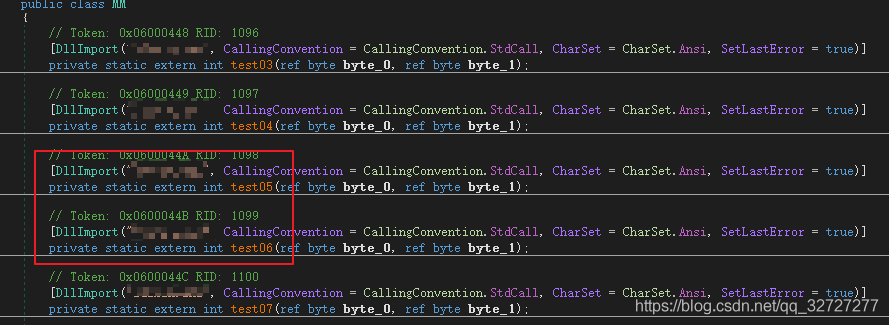 public class MM
{
// Token: 0x06000448 RID: 1096
[DllImport(" , CallingConvention = CallingConvention.StdCall, CharSet = CharSet.Ansi, SetLastError = true)]
private static extern int test03(ref byte byte_0, ref byte byte_1);
// Token: 0x06000449 RID: 1097
[DllImport(" CallingConvention = CallingConvention.StdCall, CharSet = CharSet.Ansi, SetLastError = true)]
private static extern int test04(ref byte byte_0, ref byte byte_1);
// Token: 0x0600044A RID: 1098
[DllImport(" ", CallingConvention = CallingConvention.StdCall, CharSet = CharSet.Ansi, SetLastError = true)]
private static extern int test05(ref byte byte_0, ref byte byte_1);
// Token: 0x0600044B RID: 1099
[DllImport(" CallingConvention = CallingConvention.StdCall, CharSet = CharSet.Ansi, SetLastError = true)]
private static extern int test06(ref byte byte_0, ref byte byte_1);
// Token: 0x0600044C RID: 1100
[DllImport(" , CallingConvention = CallingConvention.StdCall, CharSet = CharSet.Ansi, SetLastError = true)]
private static extern int test07(ref byte byte_0, ref byte byte_1);
https://blog.csdn.net/qq_32727277